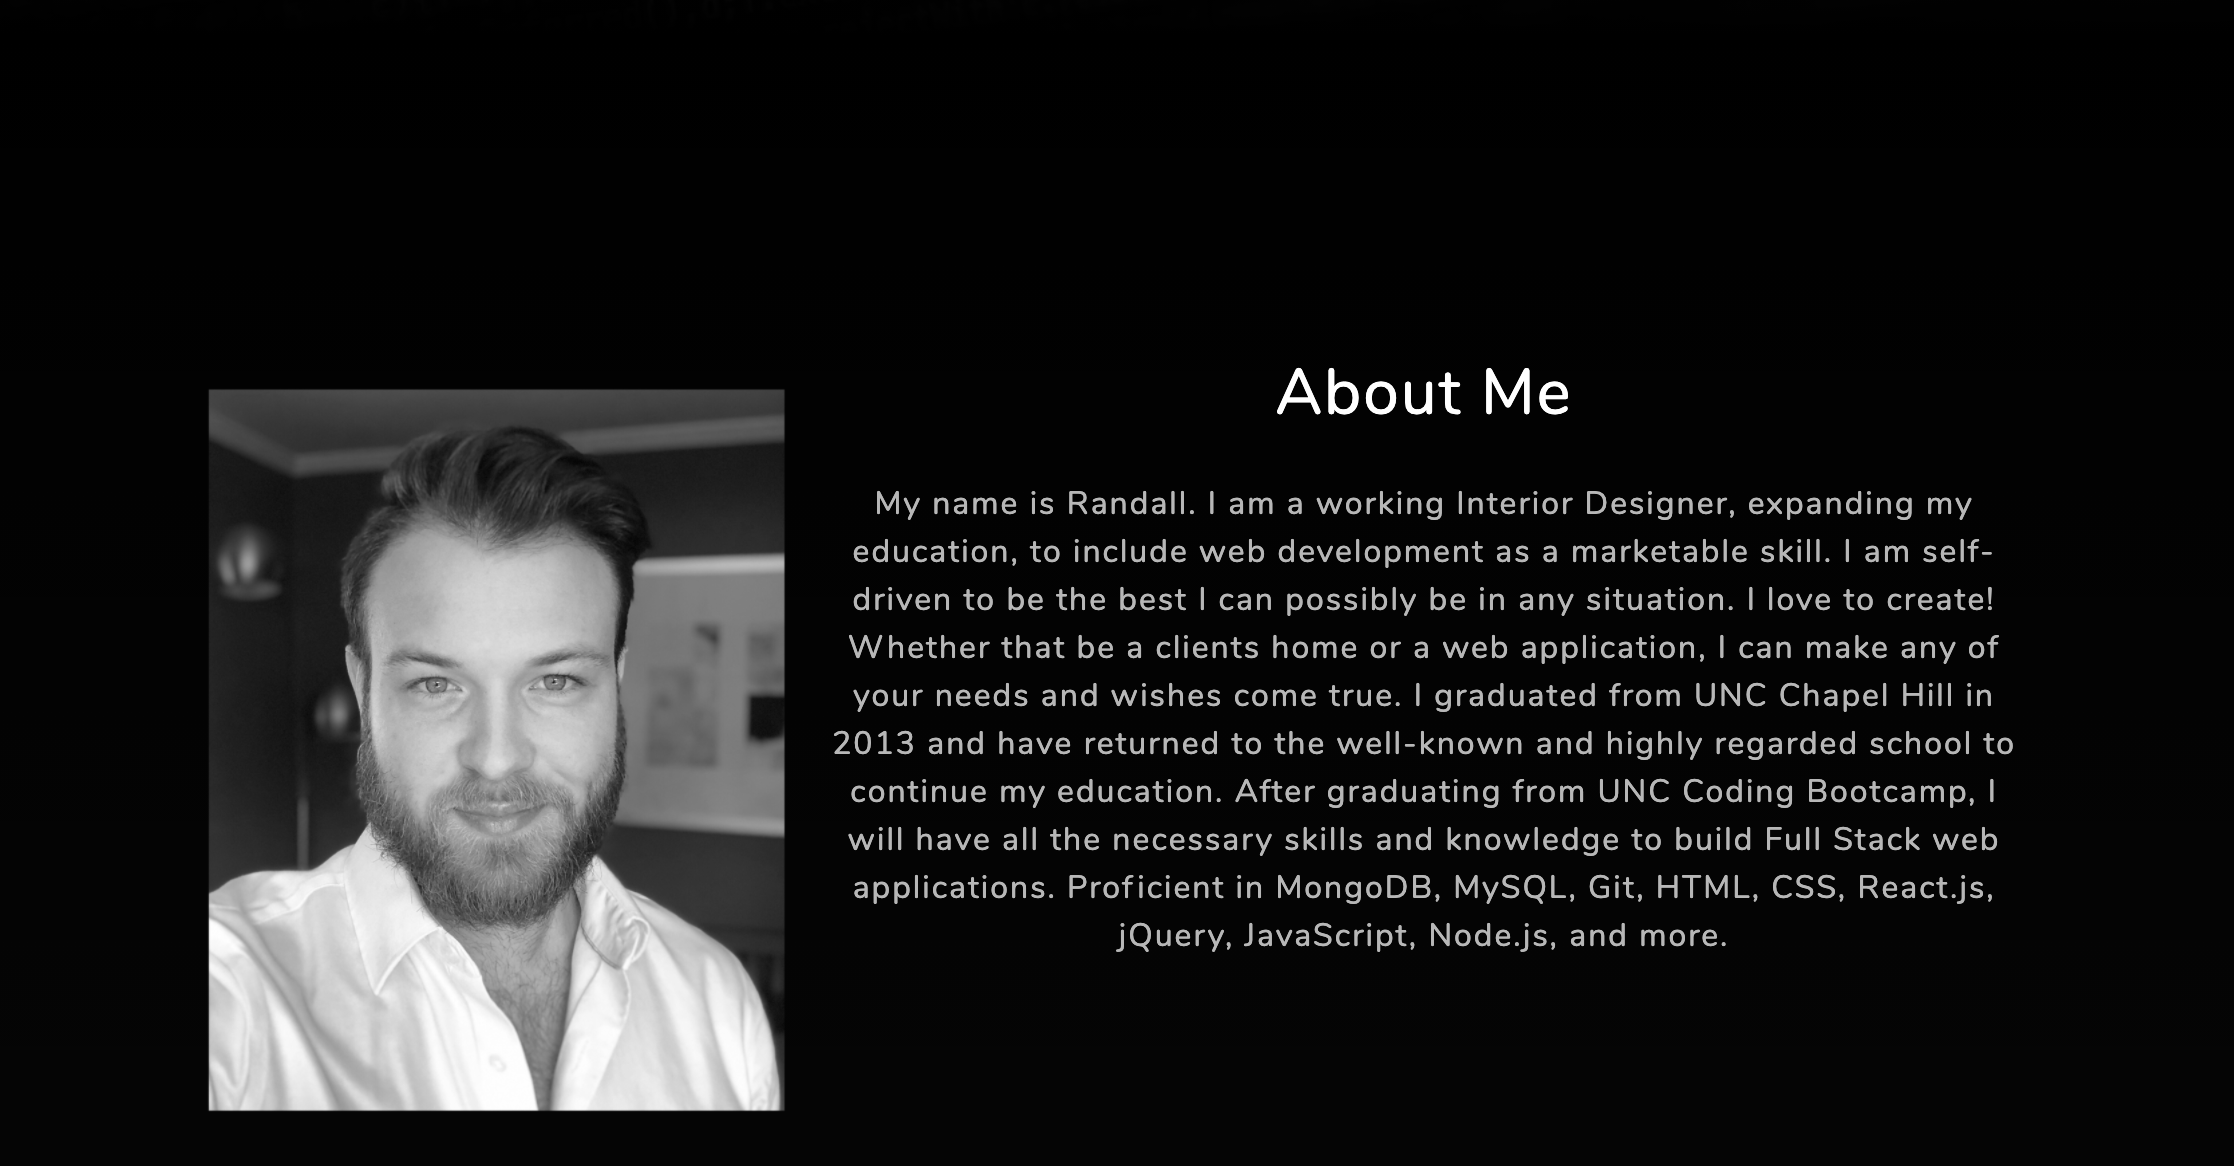 About Me
My name is Randall. I am a working Interior Designer, expanding my
education, to include web development as a marketable skill. I am self-
driven to be the best I can possibly be in any situation. I love to create!
Whether that be a clients home or a web application, I can make any of
your needs and wishes come true. I graduated from UNC Chapel Hill in
2013 and have returned to the well-known and highly regarded school to
continue my education. After graduating from UNC Coding Bootcamp, I
will have all the necessary skills and knowledge to build Full Stack web
applications. Proficient in MongoDB, MySQL, Git, HTML, CSS, React.js,
jQuery, JavaScript, Node.js, and more.